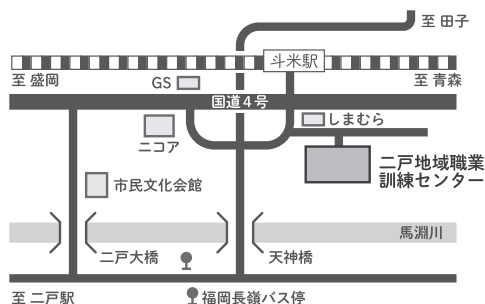 至 田子
斗米駅
至 盛岡
GS
至 青森
国道4号
しまむら
ニコア
二戸地域職業
訓練センター
市民文化会館
馬淵川
二戸大橋
天神橋
至 二戸駅
福岡長嶺バス停